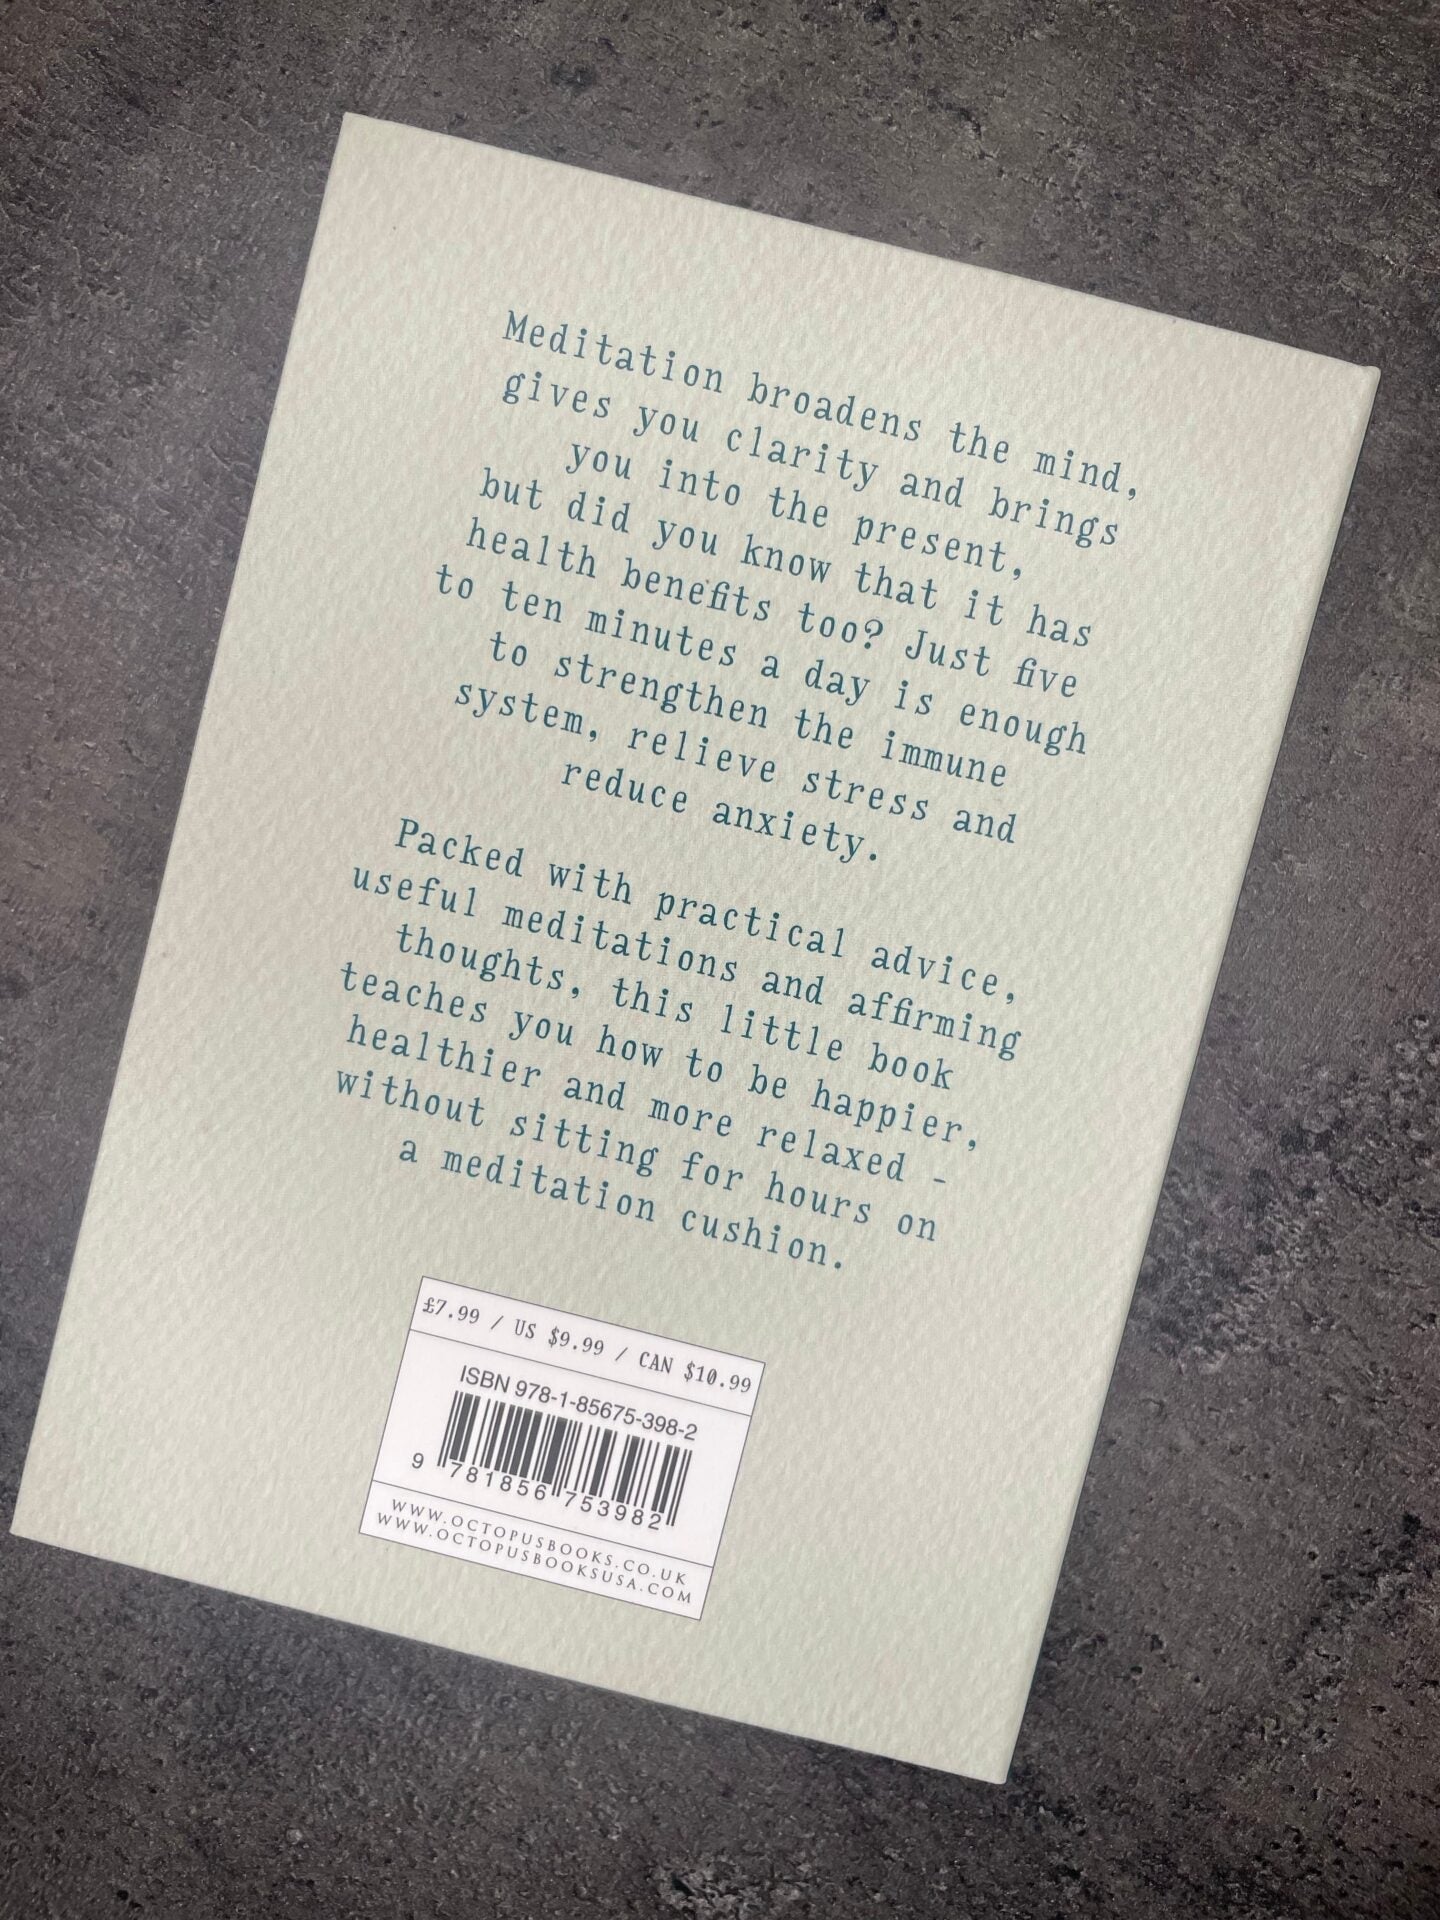 Meditation broadens the mind,
gives you clarity and brings
you into the present,
but did you know that it has
health benefits too? Just five
to ten minutes a day is enough
to strengthen the immune
system, relieve stress and
reduce anxiety.
Packed with practical advice,
useful meditations and affirming
thoughts, this little book
teaches you how to be happier,
healthier and more relaxed -
without sitting for hours on
a meditation cushion.
£7.99 / US $9.99 / CAN $10.99
ISBN 978-1-85675-398-2
9 781856 753982
WWW.OCTOPUSBOOKS.CO.UK
WWW.OCTOPUSBOOKSUSA.COM